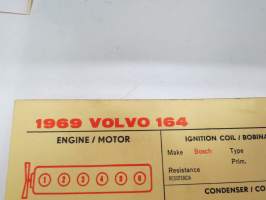 1969 VOLVO 164
ENGINE / MOTOR
1 2 3 4 5 6
IGNITION COIL / BOBINA
Make Bosch Type
Prim.
Resistance
RESISTENCIA
CONDENSER / CO